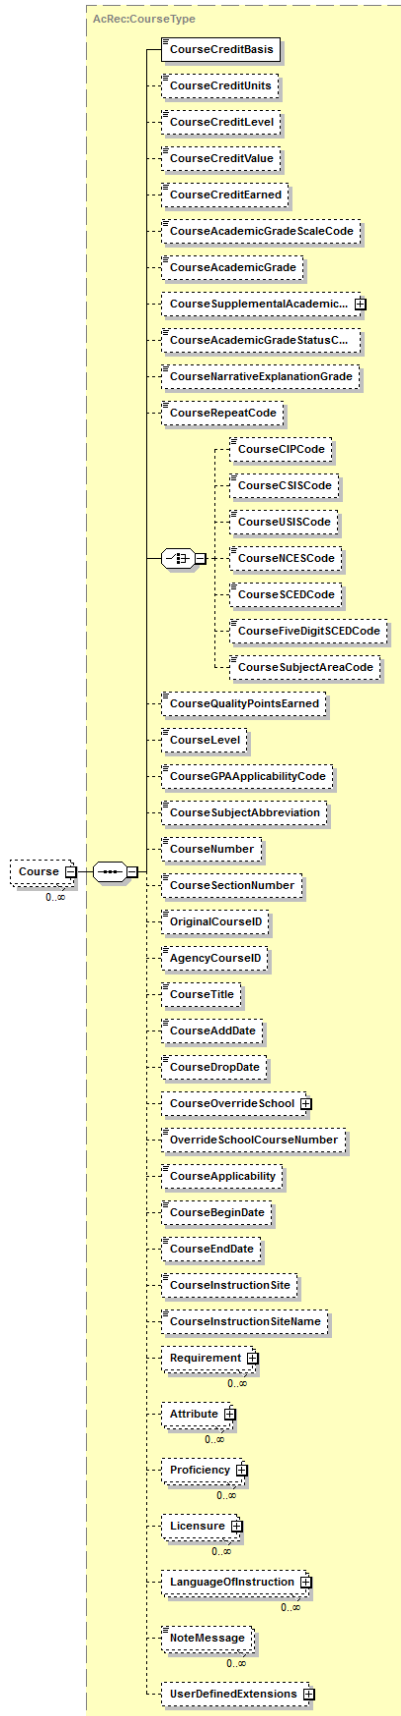 AcRec:CourseType
CourseCreditBasis
CourseCreditUnits
CourseCreditLevel
CourseCreditValue
CourseCreditEarned
CourseAcademicGradeScaleCode
CourseAcademicGrade
CourseSupplementalAcademic...
CourseAcademicGradeStatusC...
CourseNarrativeExplanationGrade
CourseRepeatCode
CourseCIPCode
CourseCSISCode
CourseUSISCode
CourseNCESCode
CourseSCEDCode
CourseFiveDigitSCEDCode
CourseSubjectAreaCode
CourseQualityPointsEarned
CourseLevel
CourseGPAApplicabilityCode
CourseSubjectAbbreviation
CourseNumber
Course
0..∞
CourseSectionNumber
OriginalCourseID
AgencyCourseID
CourseTitle
CourseAddDate
CourseDropDate
CourseOverrideSchool
OverrideSchoolCourseNumber
CourseApplicability
CourseBeginDate
CourseEndDate
CourseInstructionSite
CourseInstructionSiteName
Requirement
0..∞
Attribute
0..∞
Proficiency
0..∞
Licensure
0..∞
LanguageOfInstruction
0..∞
NoteMessage
0..∞
UserDefinedExtensions